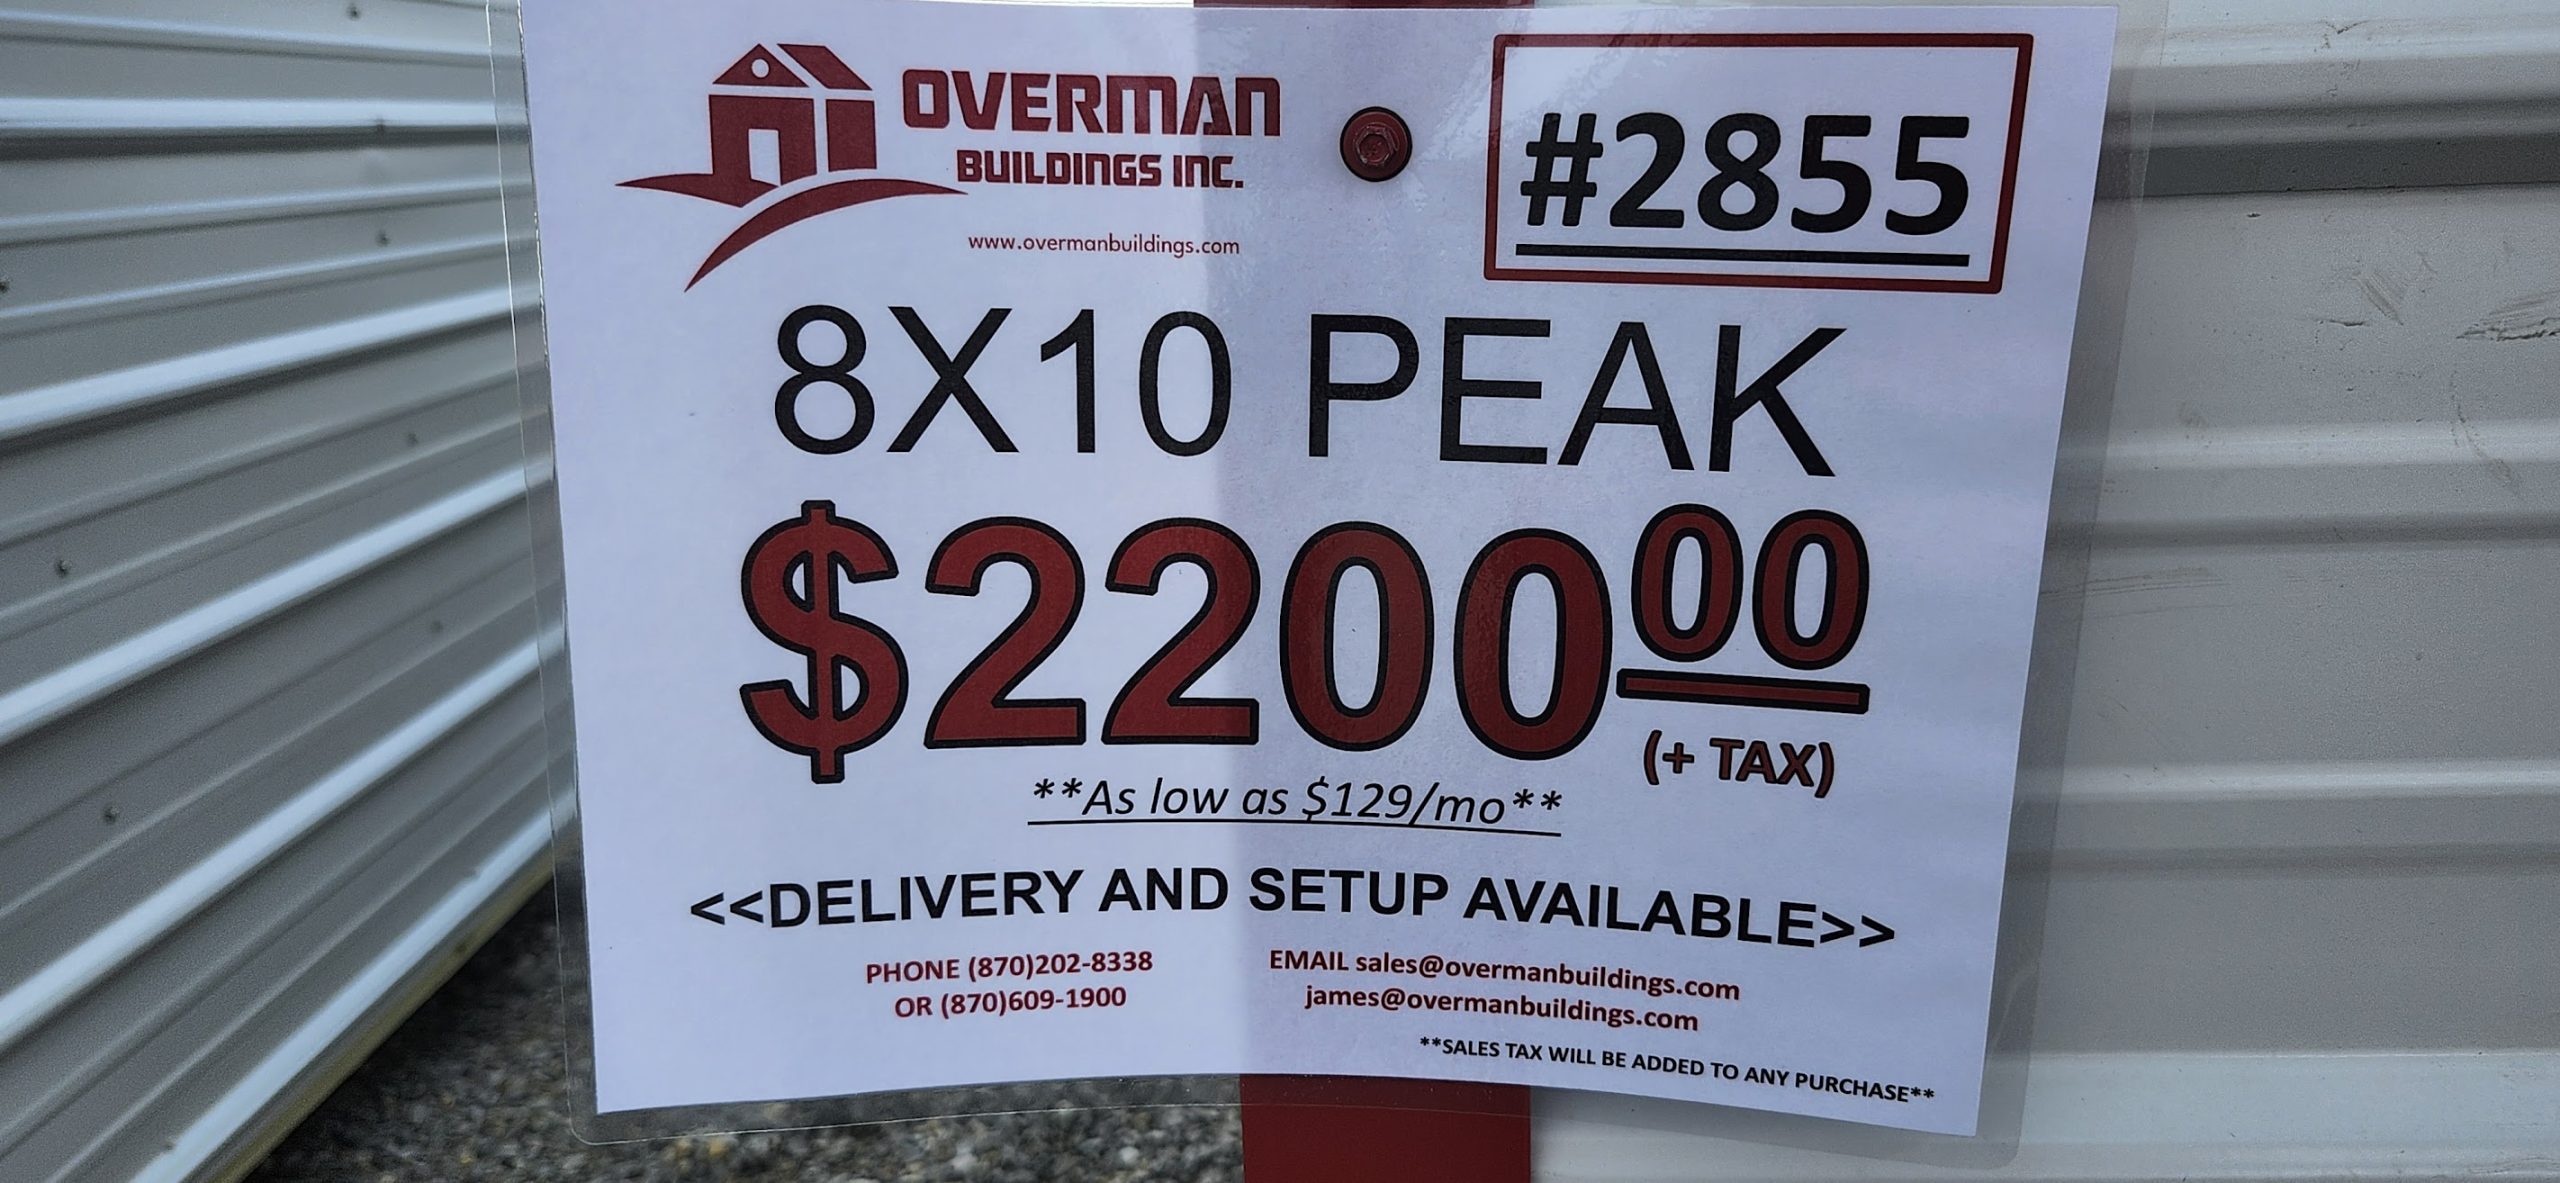 OVERMAN
BUILDINGS INC.
www.overmanbuildings.com
#2855
8X10 PEAK
$2200.00
(+ TAX)
**As low as $129/mo**
<<DELIVERY AND SETUP AVAILABLE>>
PHONE (870)202-8338
OR (870)609-1900
EMAIL sales@overmanbuildings.com
james@overmanbuildings.com
**SALES TAX WILL BE ADDED TO ANY PURCHASE**